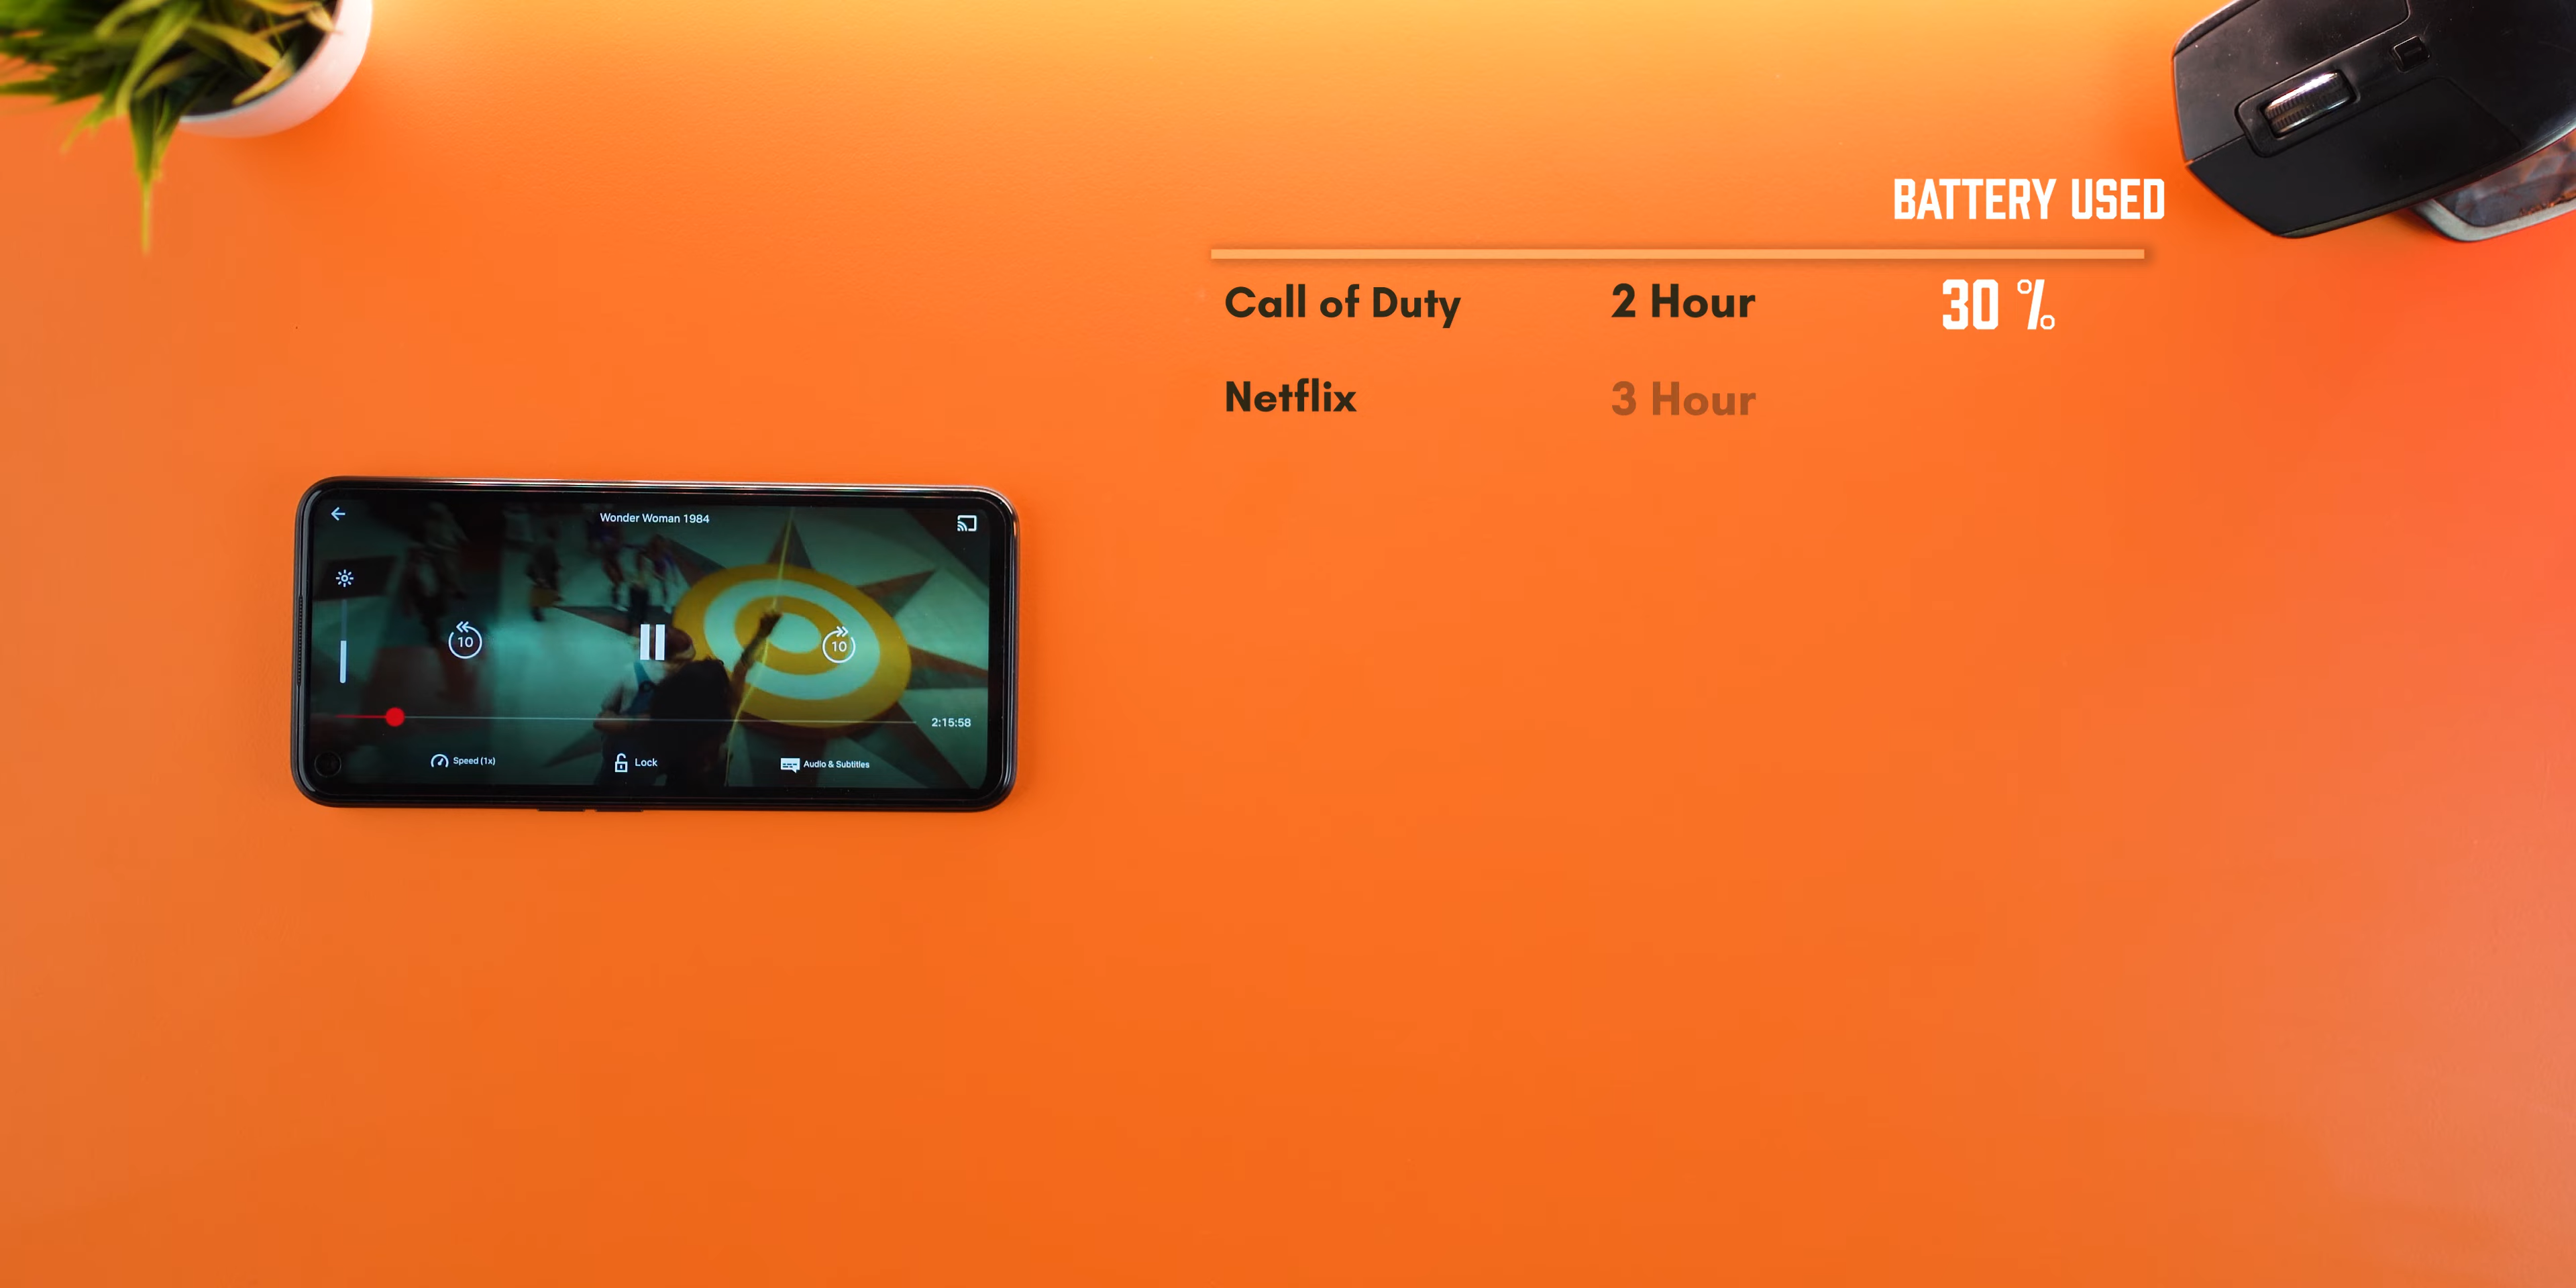 BATTERY USED
Call of Duty 2 Hour 30 %
Netflix 3 Hour
Wonder Woman 1984
10
10
2:15:58
Speed (1x)
Lock
Audio & Subtitles